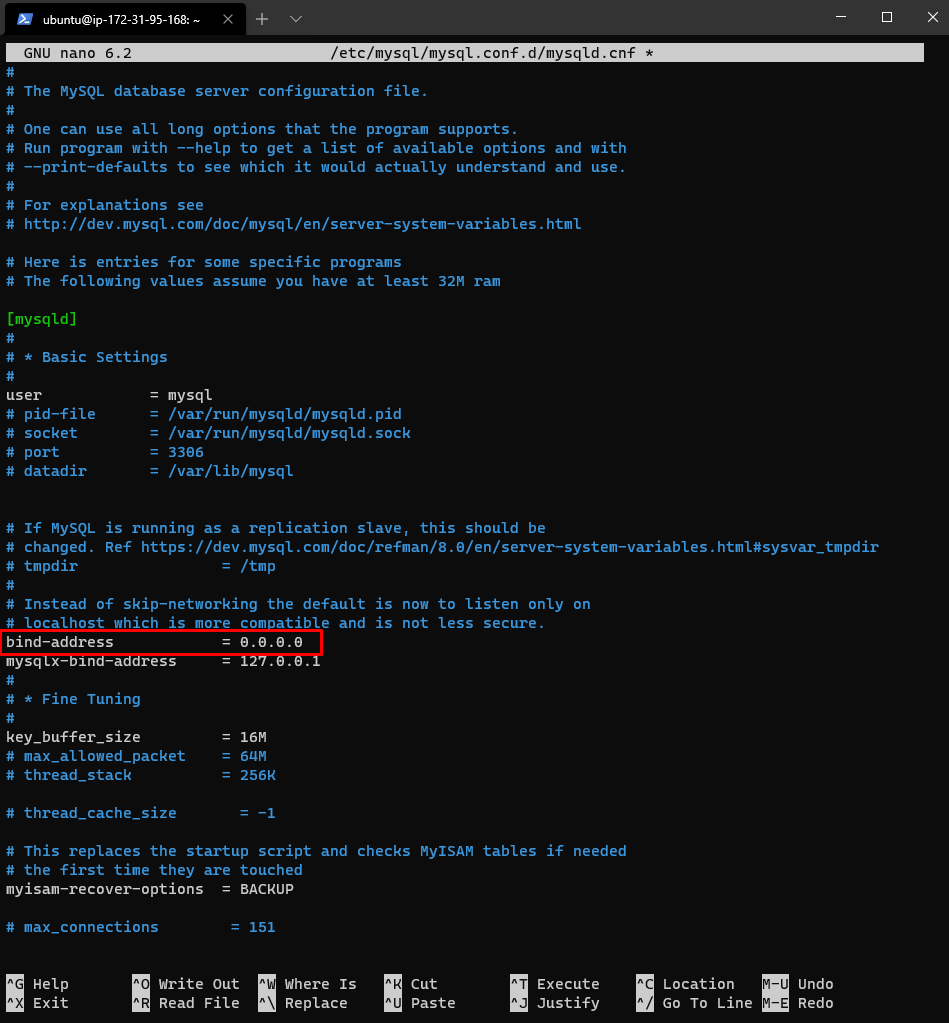 ubuntu@ip-172-31-95-168: ~
GNU nano 6.2 /etc/mysql/mysql.conf.d/mysqld.cnf *
#
# The MySQL database server configuration file.
#
# One can use all long options that the program supports.
# Run program with --help to get a list of available options and with
# --print-defaults to see which it would actually understand and use.
#
# For explanations see
# http://dev.mysql.com/doc/mysql/en/server-system-variables.html
# Here is entries for some specific programs
# The following values assume you have at least 32M ram
[mysqld]
#
# * Basic Settings
#
user = mysql
# pid-file = /var/run/mysqld/mysqld.pid
# socket = /var/run/mysqld/mysqld.sock
# port = 3306
# datadir = /var/lib/mysql
# If MySQL is running as a replication slave, this should be
# changed. Ref https://dev.mysql.com/doc/refman/8.0/en/server-system-variables.html#sysvar_tmpdir
# tmpdir = /tmp
#
# Instead of skip-networking the default is now to listen only on
# localhost which is more compatible and is not less secure.
bind-address = 0.0.0.0
mysqlx-bind-address = 127.0.0.1
#
# * Fine Tuning
#
key_buffer_size = 16M
# max_allowed_packet = 64M
# thread_stack = 256K
# thread_cache_size = -1
# This replaces the startup script and checks MyISAM tables if needed
# the first time they are touched
myisam-recover-options = BACKUP
# max_connections = 151
^G Help ^O Write Out ^W Where Is ^K Cut ^T Execute ^C Location M-U Undo
^X Exit ^R Read File ^\ Replace ^U Paste ^J Justify ^/ Go To Line M-E Redo